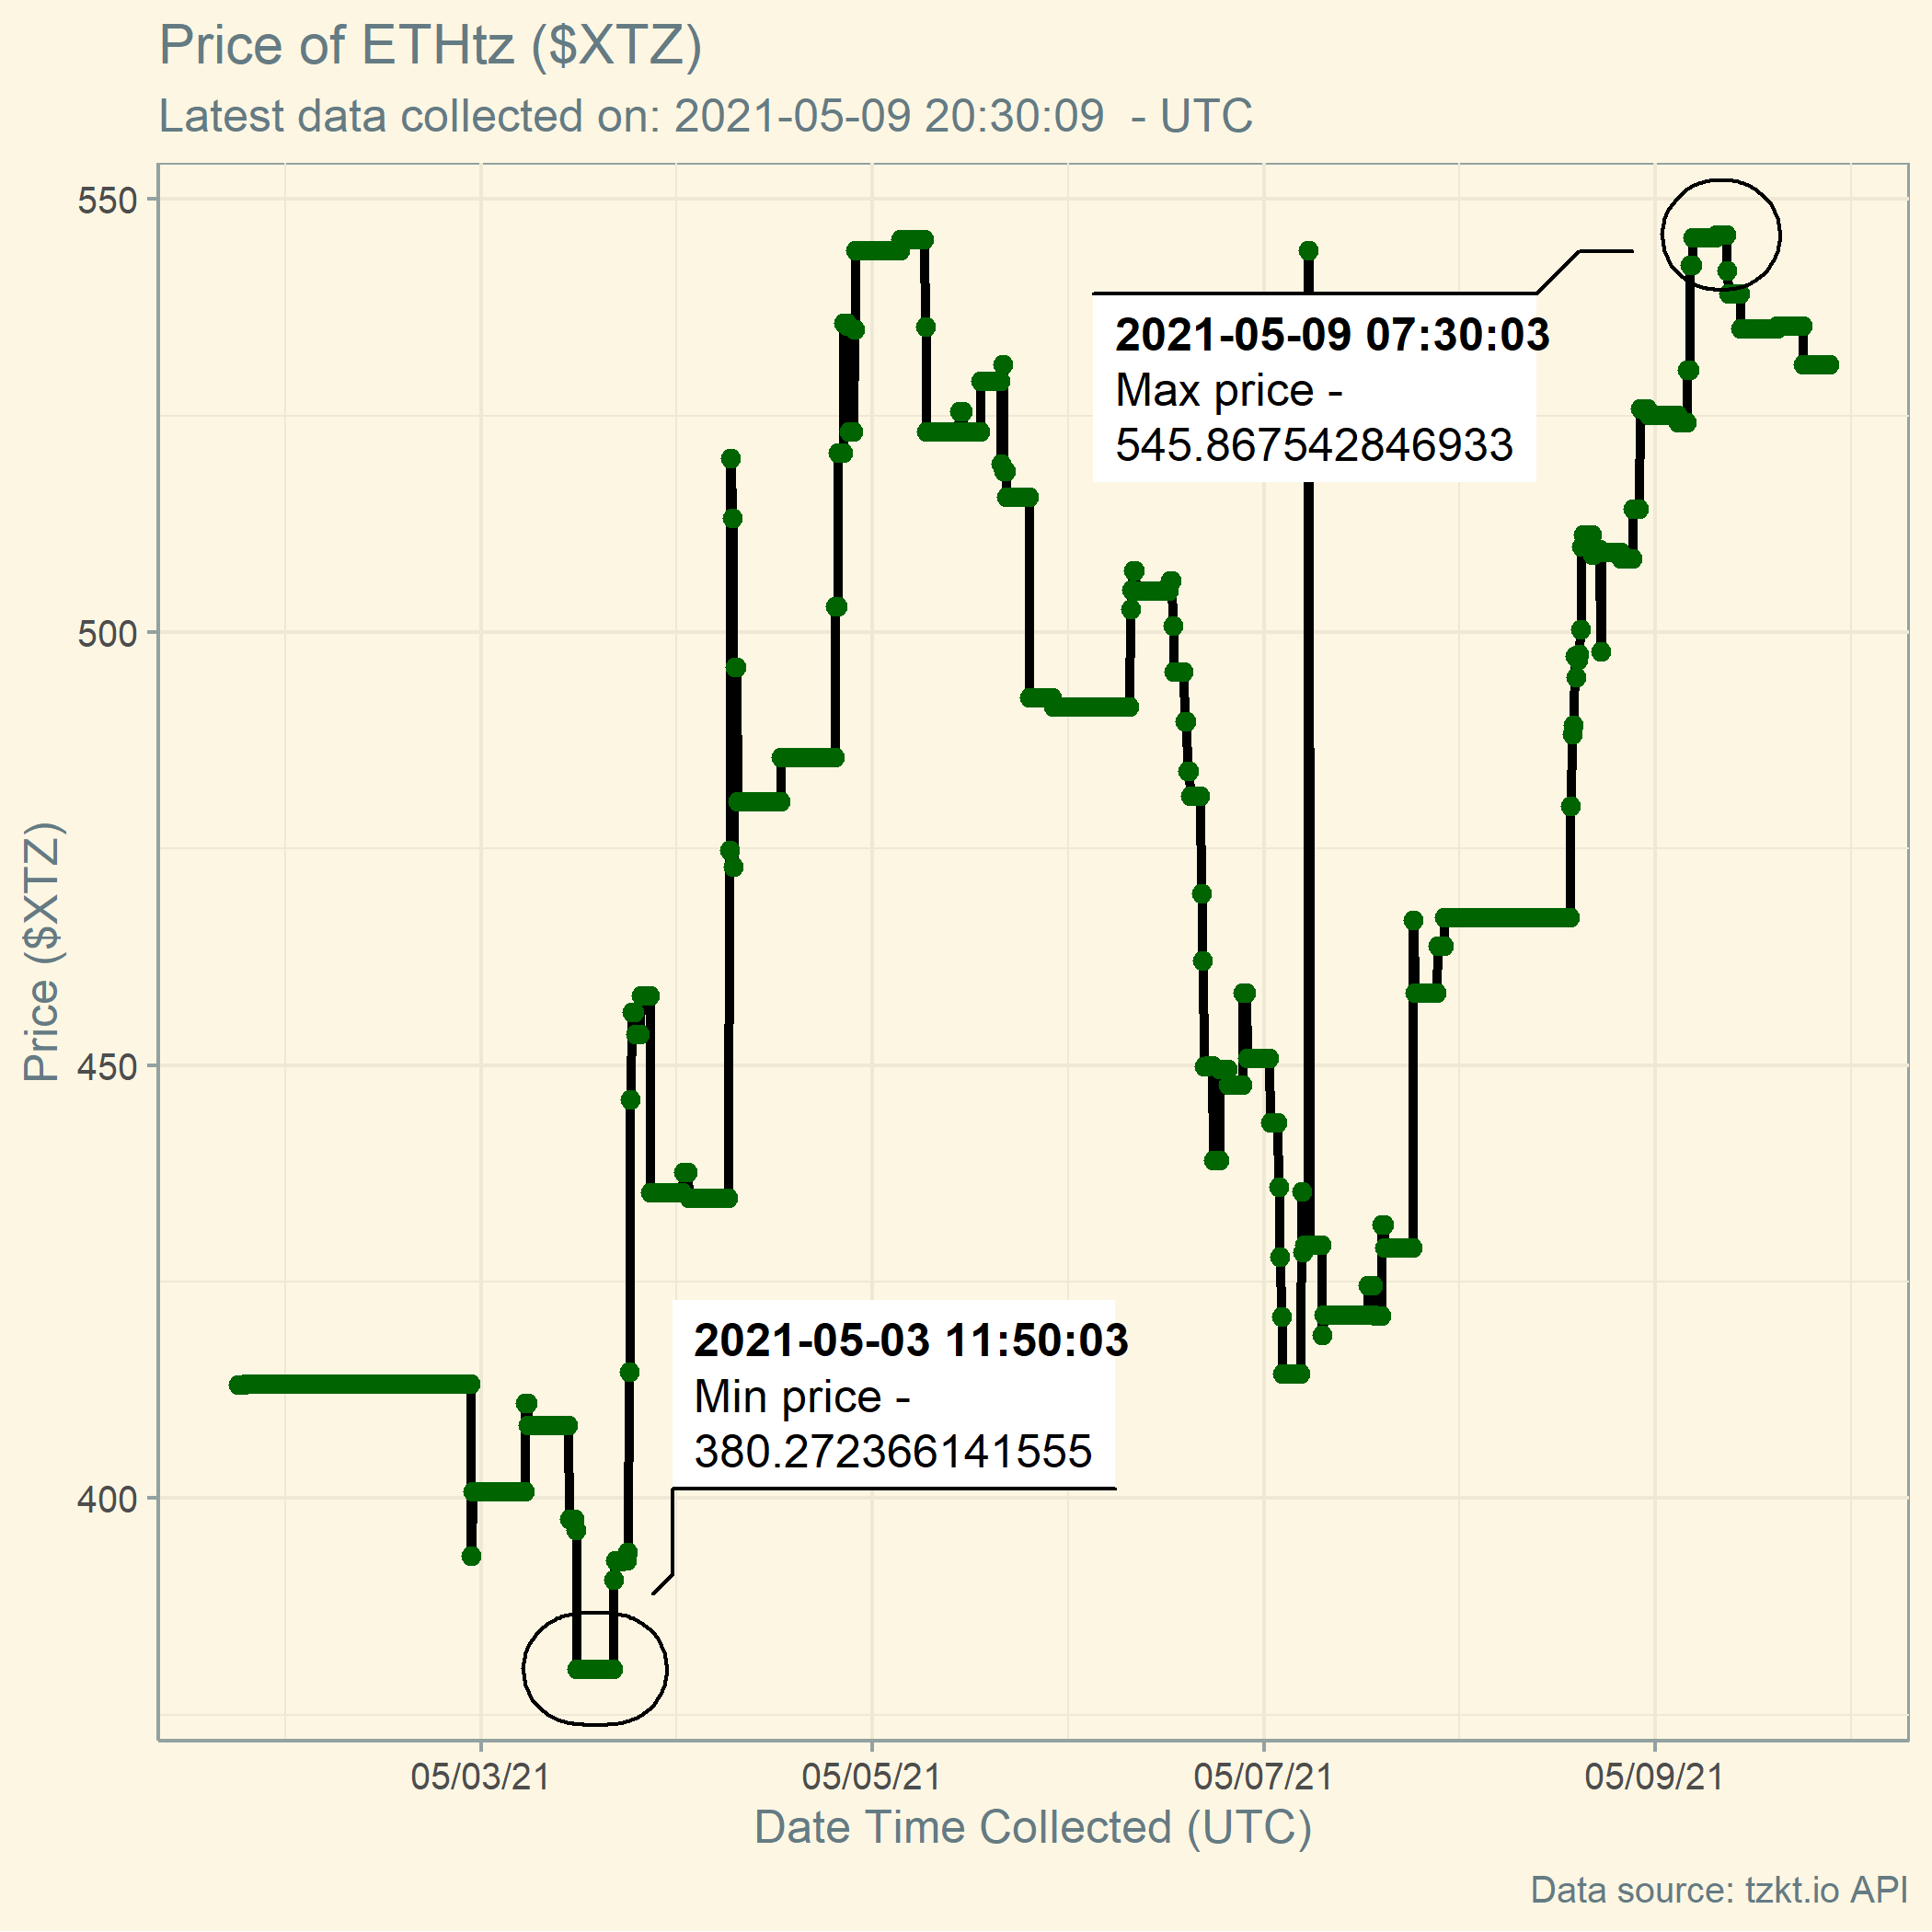 Price of ETHtz ($XTZ)
Latest data collected on: 2021-05-09 20:30:09  - UTC
550
500
450
400
Price ($XTZ)
2021-05-09 07:30:03
Max price -
545.867542846933
2021-05-03 11:50:03
Min price -
380.272366141555
05/03/21
05/05/21
05/07/21
05/09/21
Date Time Collected (UTC)
Data source: tzkt.io API